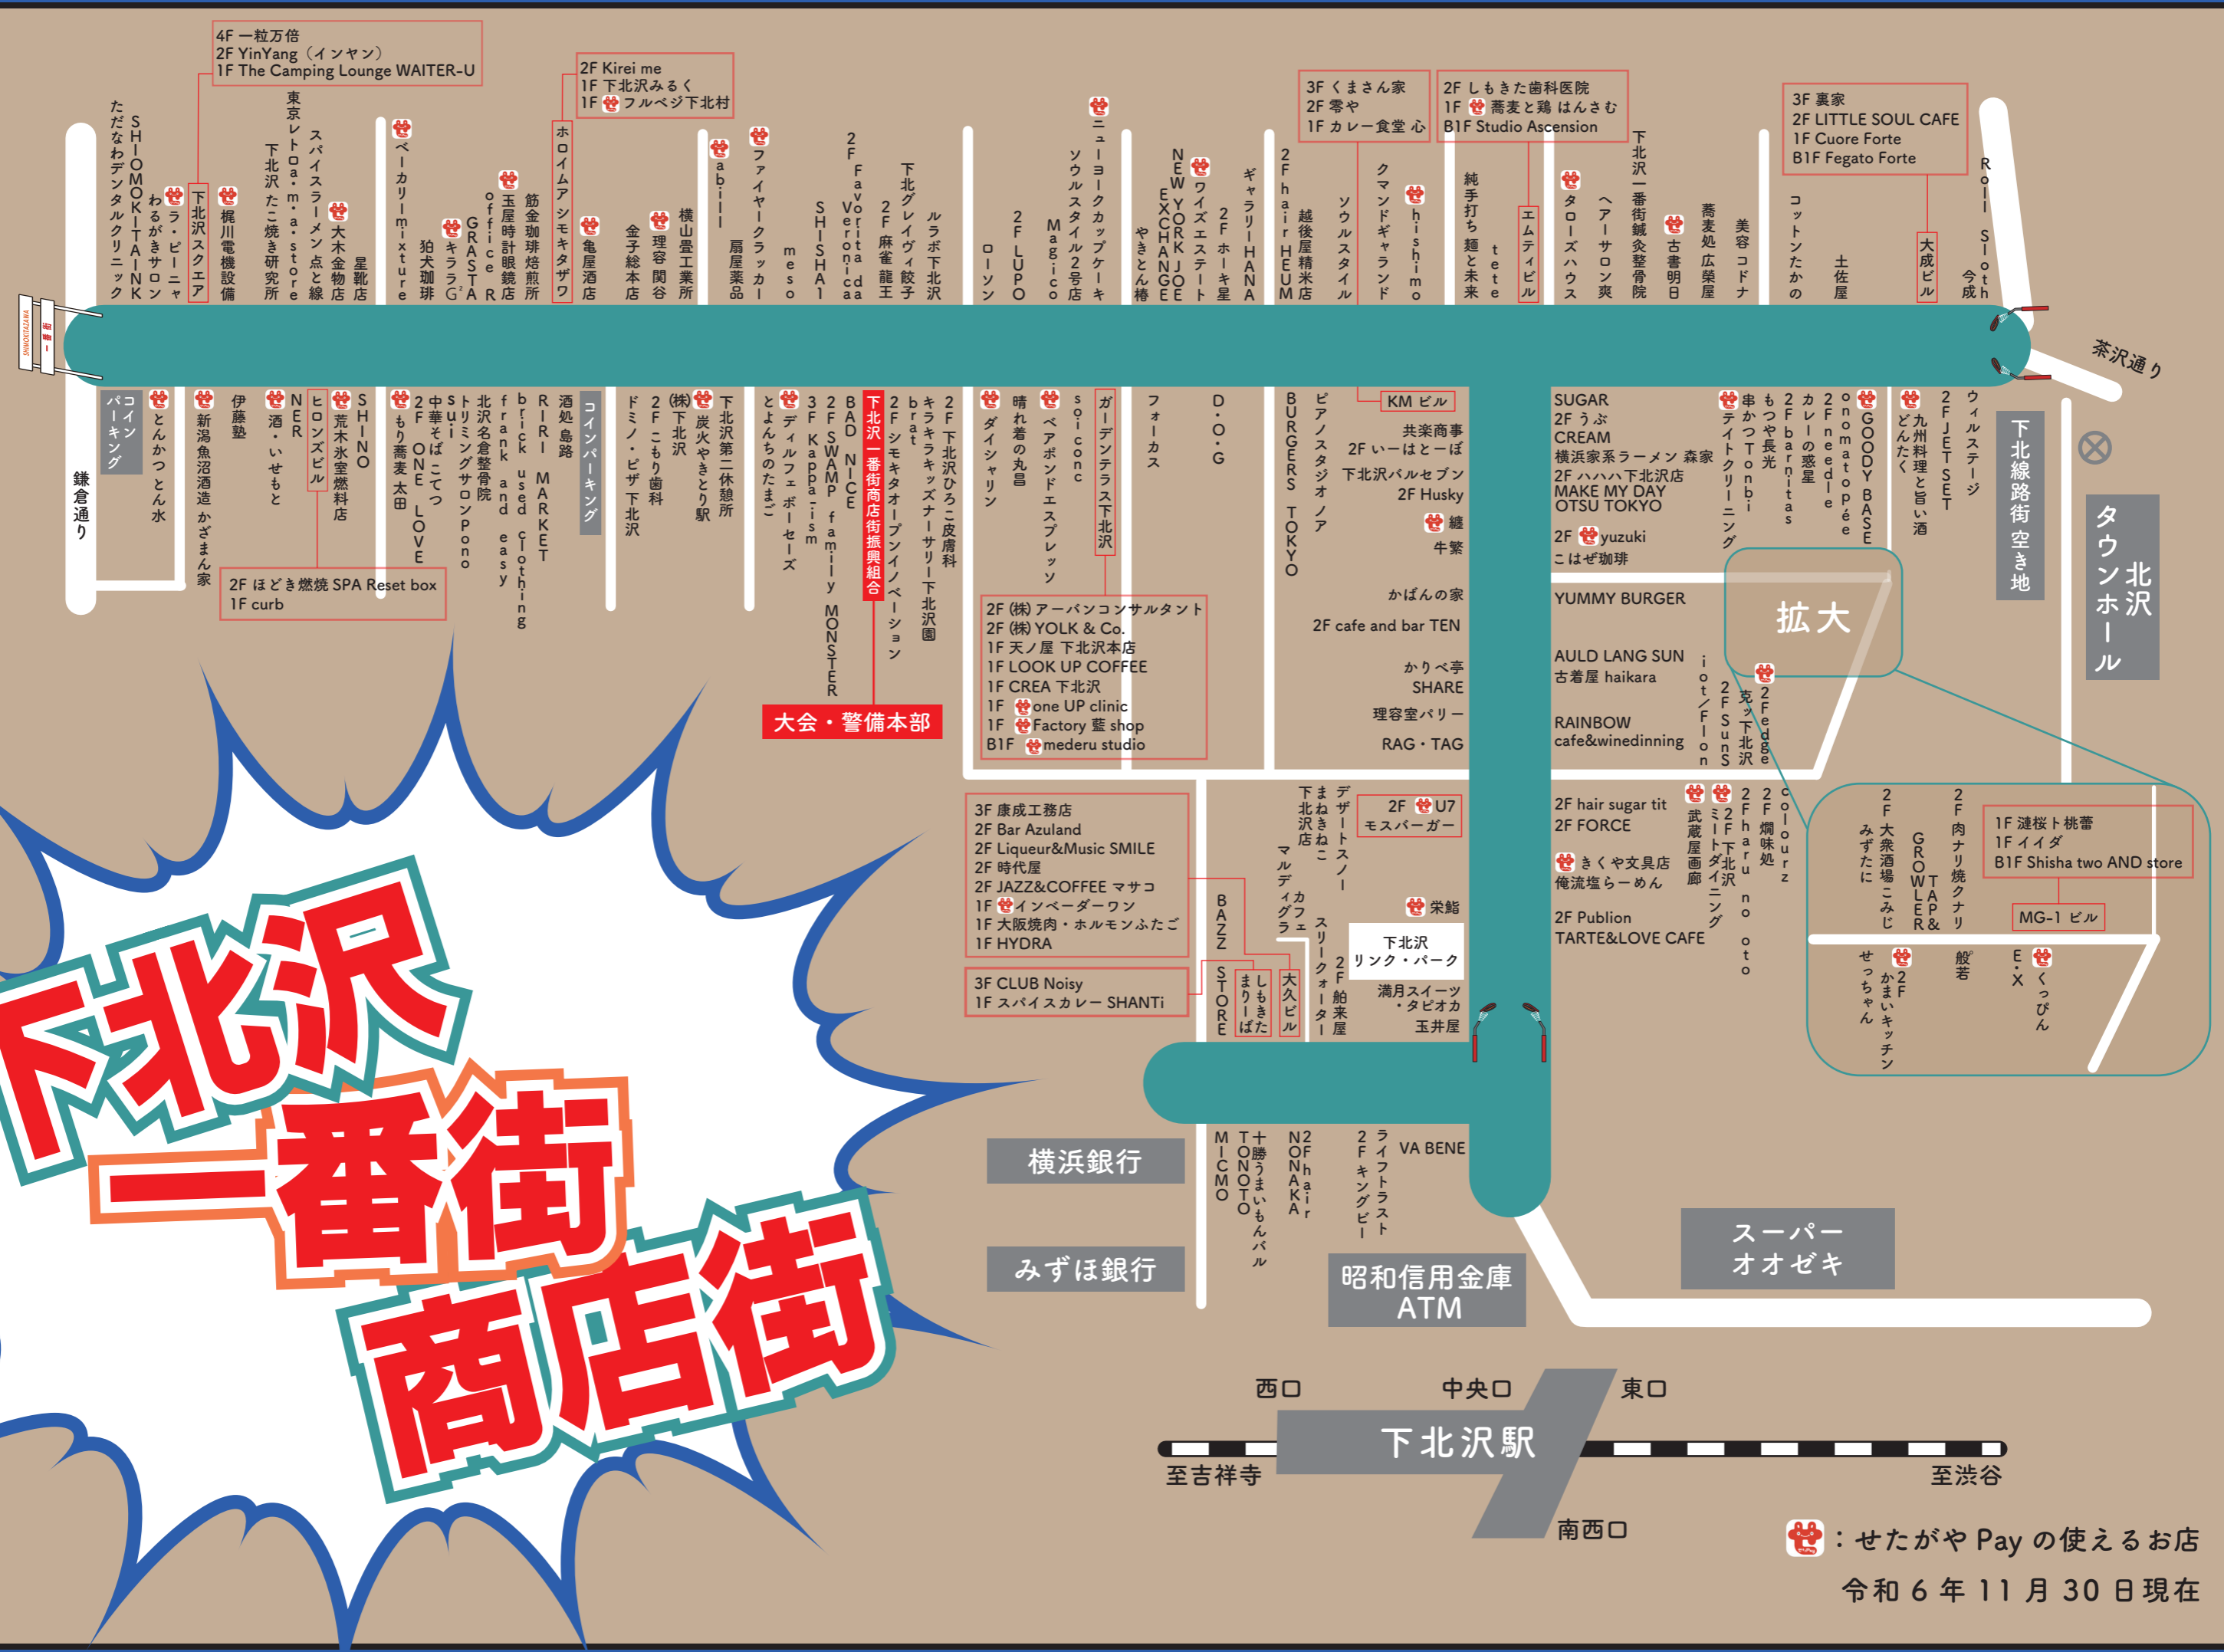 4F 一粒万倍
2F YinYang（インヤン）
1F The Camping Lounge WAITER-U
2F Kirei me
1F 下北沢みるく
1F せ フルベジ下北村
3F くまさん家
2F 零や
1F カレー食堂 心
2F しもきた歯科医院
1F せ 蕎麦と鶏 はんさむ
B1F Studio Ascension
3F 裏家
2F LITTLE SOUL CAFE
1F Cuore Forte
B1F Fegato Forte
ただなわデンタルクリニック
SHIOMOKITAINK
わるがきサロン
せ ラ・ピーニャ
下北沢スクエア
せ 梶川電機設備
下北沢 たこ焼き研究所
東京レトロa・m・a・store
スパイスラーメン 点と線
せ 大木金物店
星靴店
せ ベーカリーmixture
狛犬珈琲
せ キララG²
GRASTA
office R
せ 玉屋時計眼鏡店
筋金珈琲焙煎所
ホロイムア シモキタザワ
せ 亀屋酒店
金子総本店
せ 理容 関谷
横山畳工業所
せ abill
扇屋薬品
せ ファイヤークラッカー
meso
SHISHA1
2F Favorita da
Veronica
2F 麻雀 龍王
下北グレイヴィ餃子
ルラボ下北沢
ローソン
2F LUPO
Magico
ソウルスタイル2号店
せ ニューヨークカップケーキ
やきとん椿
NEW YORK JOE
EXCHANGE
せ ワイズエステート
2F ホーキ星
ギャラリーHANA
2F hair HEUM
越後屋精米店
ソウルスタイル
クマンドギャランド
せ hishimo
純手打ち 麺と未来
tete
エムティビル
せ タローズハウス
ヘアーサロン爽
下北沢一番街鍼灸整骨院
せ 古書明日
蕎麦処 広栄屋
美容 コドナ
コットンたかの
土佐屋
大成ビル
今成
Roll Sloth
SHIMOKITAZAWA
一番街
茶沢通り
鎌倉通り
コイン
パーキング
せ とんかつ とん水
せ 新潟魚沼酒造 かざまん家
伊藤塾
せ 酒・いせもと
NER
ヒロンズビル
せ 荒木氷室燃料店
SHINO
2F ほどき燃焼 SPA Reset box
1F curb
せ もり蕎麦 太田
2F ONE LOVE
中華そば こてつ
sui
トリミングサロンPono
北沢名倉整骨院
frank and easy
brick used clothing
RIRI MARKET
酒処 島路
コインパーキング
ドミノ・ピザ 下北沢
2F こもり歯科
(株)下北沢
せ 炭火やきとり駅
下北沢第二休憩所
とよんちのたまご
せ ディルフェ ボーセーズ
3F Kappa-ism
2F SWAMP family MONSTER
BAD NICE
下北沢一番街商店街振興組合
2F シモキタオープンイノベーション
brat
キラキラキッズナーサリー下北沢園
2F 下北沢ひろこ皮膚科
大会・警備本部
せ ダイシャリン
晴れ着の丸昌
せ ベアポンドエスプレッソ
soiconc
ガーデンテラス下北沢
フォーカス
D・O・G
BURGERS TOKYO
ピアノスタジオ ノア
2F (株) アーバンコンサルタント
2F (株) YOLK & Co.
1F 天ノ屋 下北沢本店
1F LOOK UP COFFEE
1F CREA 下北沢
1F せ one UP clinic
1F せ Factory 藍 shop
B1F せ mederu studio
KM ビル
共楽商事
2F いーはとーぼ
下北沢バルセブン
2F Husky
せ 纏
牛繁
かばんの家
2F cafe and bar TEN
かりべ亭
SHARE
理容室パリー
RAG・TAG
SUGAR
2F うぶ
CREAM
横浜家系ラーメン 森家
2F ハハハ下北沢店
MAKE MY DAY
OTSU TOKYO
2F せ yuzuki
こはぜ珈琲
YUMMY BURGER
AULD LANG SUN
古着屋 haikara
RAINBOW
cafe&winedinning
せ テイトクリーニング
串かつTonbi
もつや長光
2F barnitas
カレーの惑星
2F needle
onomatopée
せ GOODY BASE
せ 九州料理と旨い酒
どんたく
2F JET SET
ウィルステージ
下北線路街 空き地
北沢
タウンホール
拡大
iot/Flon
2F SunS
克ッ下北沢
せ 2F edge
3F 康成工務店
2F Bar Azuland
2F Liqueur&Music SMILE
2F 時代屋
2F JAZZ&COFFEE マサコ
1F せ インベーダーワン
1F 大阪焼肉・ホルモンふたご
1F HYDRA
3F CLUB Noisy
1F スパイスカレー SHANTi
BAZZ STORE
しもきた
まりーば
大久ビル
マルディグラ
カフェ
下北沢店
まねきねこ
デザートスノー
スリークォーター
2F 舶来屋
2F せ U7
モスバーガー
せ 栄鮨
下北沢
リンク・パーク
満月スイーツ
・タピオカ
玉井屋
2F hair sugar tit
2F FORCE
せ きくや文具店
俺流塩らーめん
2F Publion
TARTE&LOVE CAFE
せ 武蔵屋画廊
せ 2F 下北沢
ミートダイニング
2F haru no oto
2F 燗味処
colourz
2F 大衆酒場 こみじ
みずたに
TAP&
GROWLER
2F 肉ナリ焼クナリ
1F 漣桜ト桃蕾
1F イイダ
B1F Shisha two AND store
MG-1 ビル
せっちゃん
せ 2F かまいキッチン
般若
E・X
せ くっぴん
MICMO
TONOTO
十勝うまいもんバル
NONAKA
2F hair
2F キングビー
ライフトラスト
VA BENE
横浜銀行
みずほ銀行
昭和信用金庫
ATM
スーパー
オオゼキ
下北沢
一番街
商店街
西口
中央口
東口
下北沢駅
至吉祥寺
至渋谷
南西口
せ：せたがや Pay の使えるお店
令和 6 年 11 月 30 日現在